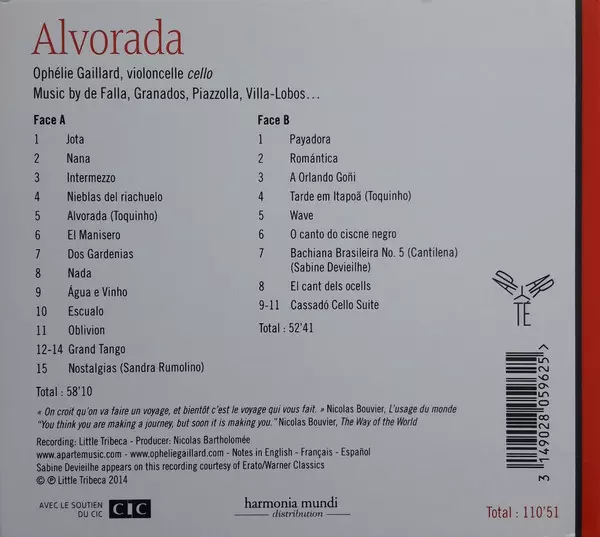 Alvorada
Ophélie Gaillard, violoncelle cello
Music by de Falla, Granados, Piazzolla, Villa-Lobos…
Face A
1 Jota
2 Nana
3 Intermezzo
4 Nieblas del riachuelo
5 Alvorada (Toquinho)
6 El Manisero
7 Dos Gardenias
8 Nada
9 Água e Vinho
10 Escualo
11 Oblivion
12-14 Grand Tango
15 Nostalgias (Sandra Rumolino)
Total : 58'10
Face B
1 Payadora
2 Romántica
3 A Orlando Goñi
4 Tarde em Itapoã (Toquinho)
5 Wave
6 O canto do ciscne negro
7 Bachiana Brasileira No. 5 (Cantilena)
(Sabine Devieilhe)
8 El cant dels ocells
9-11 Cassadó Cello Suite
Total : 52'41
APARTÉ
« On croit qu'on va faire un voyage, et bientôt c'est le voyage qui vous fait. » Nicolas Bouvier, L'usage du monde
"You think you are making a journey, but soon it is making you." Nicolas Bouvier, The Way of the World
Recording: Little Tribeca - Producer: Nicolas Bartholomée
www.apartemusic.com - www.opheliegaillard.com - Notes in English - Français - Español
Sabine Devieilhe appears on this recording courtesy of Erato/Warner Classics
© ℗ Little Tribeca 2014
AVEC LE SOUTIEN
DU CIC
CIC
harmonia mundi
distribution
3 149028 059625
Total : 110'51